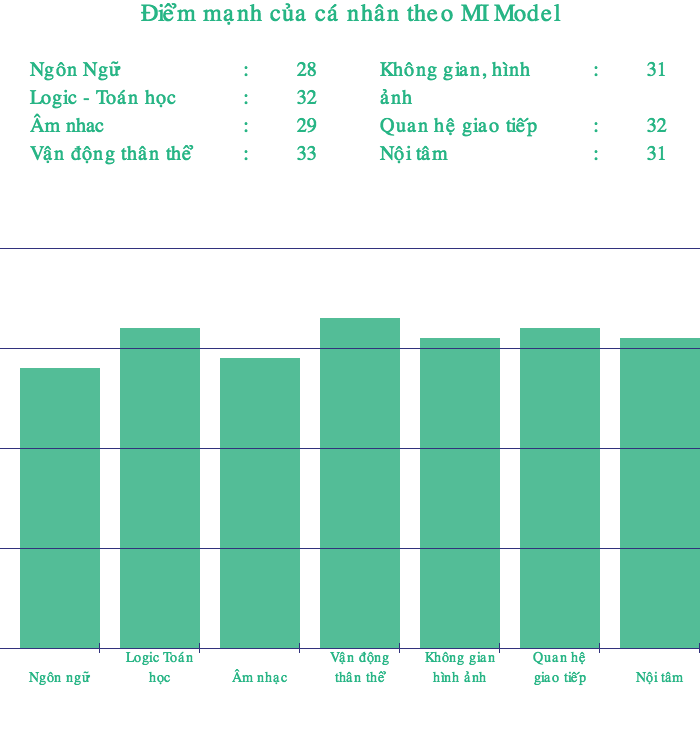 Điểm mạnh của cá nhân theo MI Model
Ngôn Ngữ : 28
Logic - Toán học : 32
Âm nhac : 29
Vận động thân thể : 33
Không gian, hình : 31
ảnh
Quan hệ giao tiếp : 32
Nội tâm : 31
Ngôn ngữ
Logic Toán
học
Âm nhạc
Vận động
thân thể
Không gian
hình ảnh
Quan hệ
giao tiếp
Nội tâm